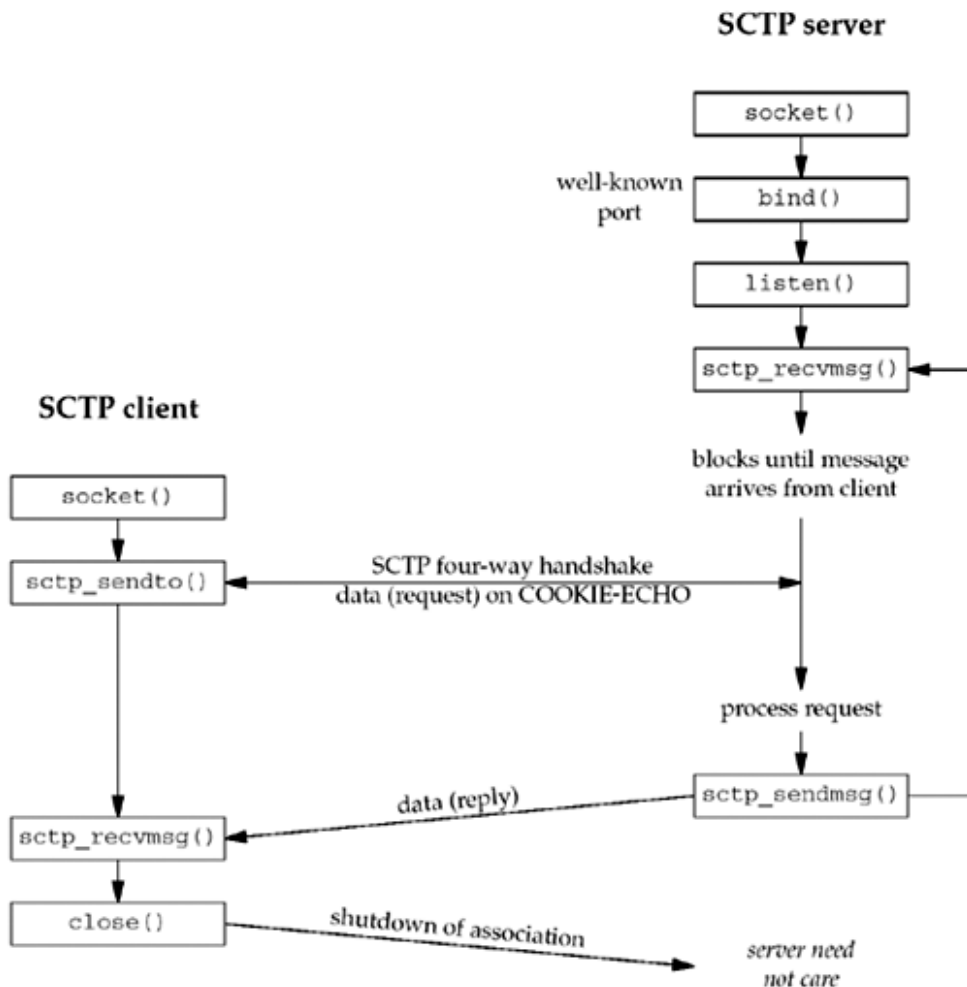 SCTP server
socket()
well-known
port
bind()
listen()
sctp_recvmsg()
SCTP client
blocks until message
arrives from client
socket()
sctp_sendto()
SCTP four-way handshake
data (request) on COOKIE-ECHO
process request
sctp_sendmsg()
data (reply)
sctp_recvmsg()
close()
shutdown of association
server need
not care